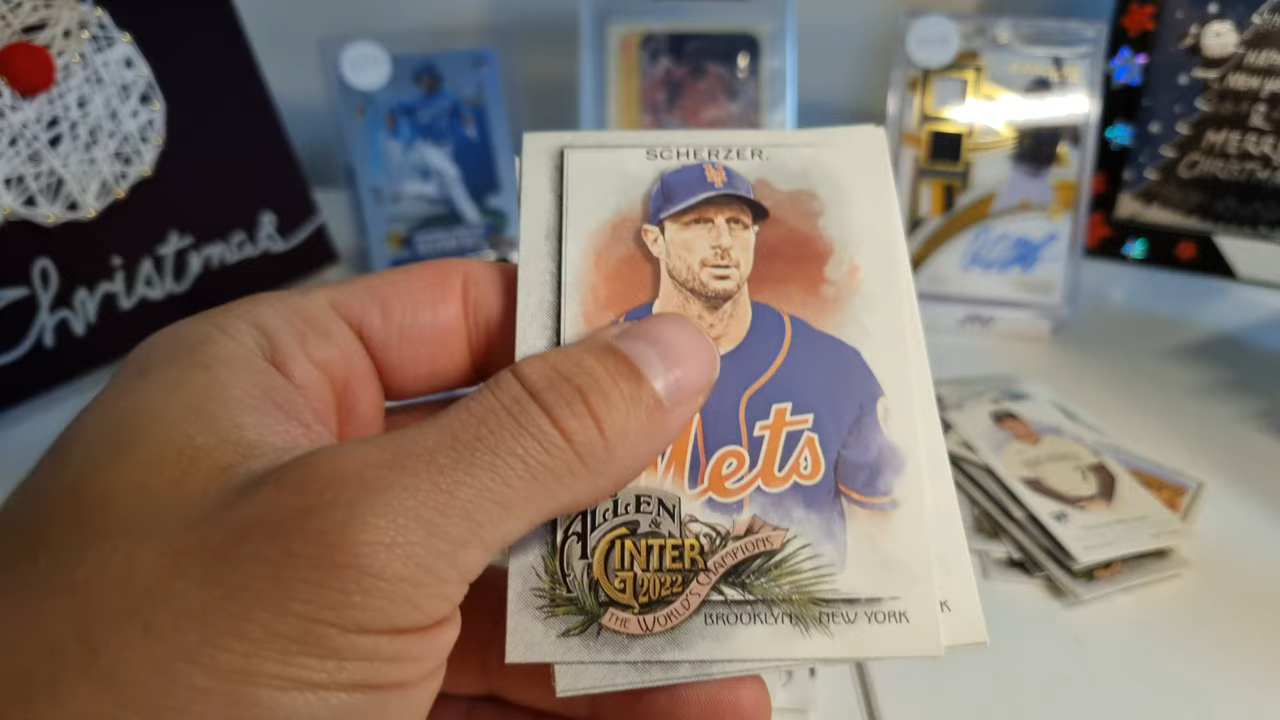 Christmas
SCHERZER.
Mets
ALLEN
&
GINTER
2022
THE WORLD'S CHAMPIONS
BROOKLYN, NEW YORK
K
MERRY
CHRISTMAS